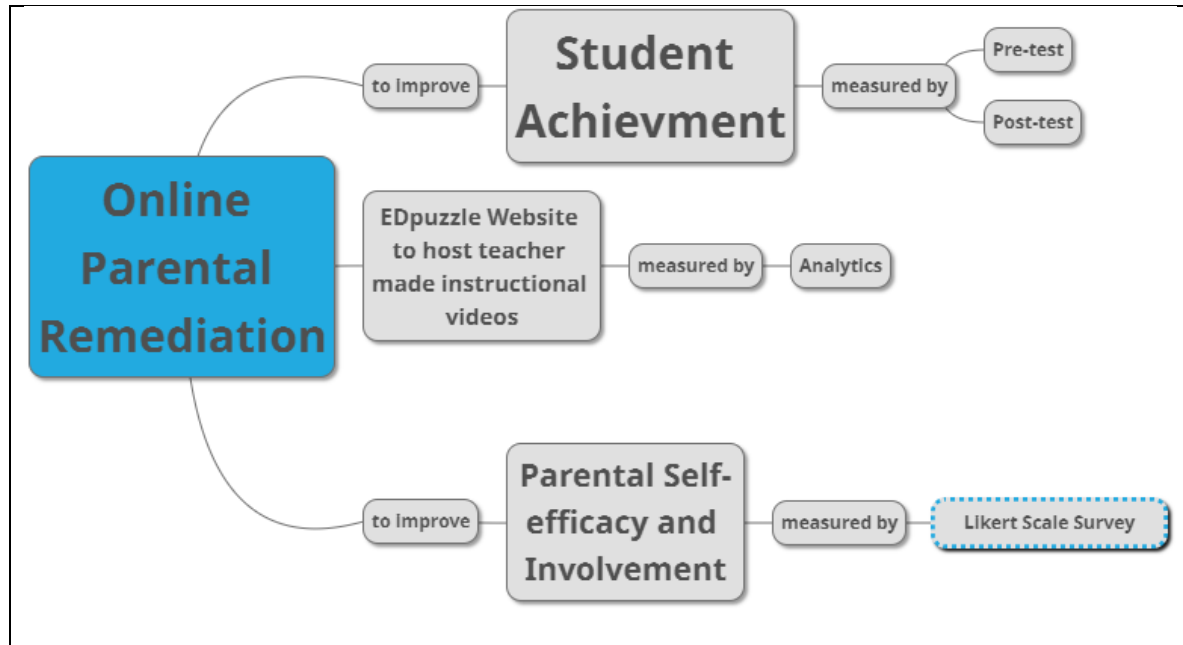 Online
Parental
Remediation
to improve
Student
Achievment
measured by
Pre-test
Post-test
EDpuzzle Website
to host teacher
made instructional
videos
measured by
Analytics
to improve
Parental Self-
efficacy and
Involvement
measured by
Likert Scale Survey